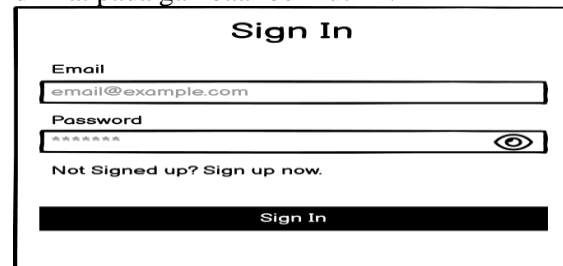 Sign In
Email
email@example.com
Password
*******
Not Signed up? Sign up now.
Sign In